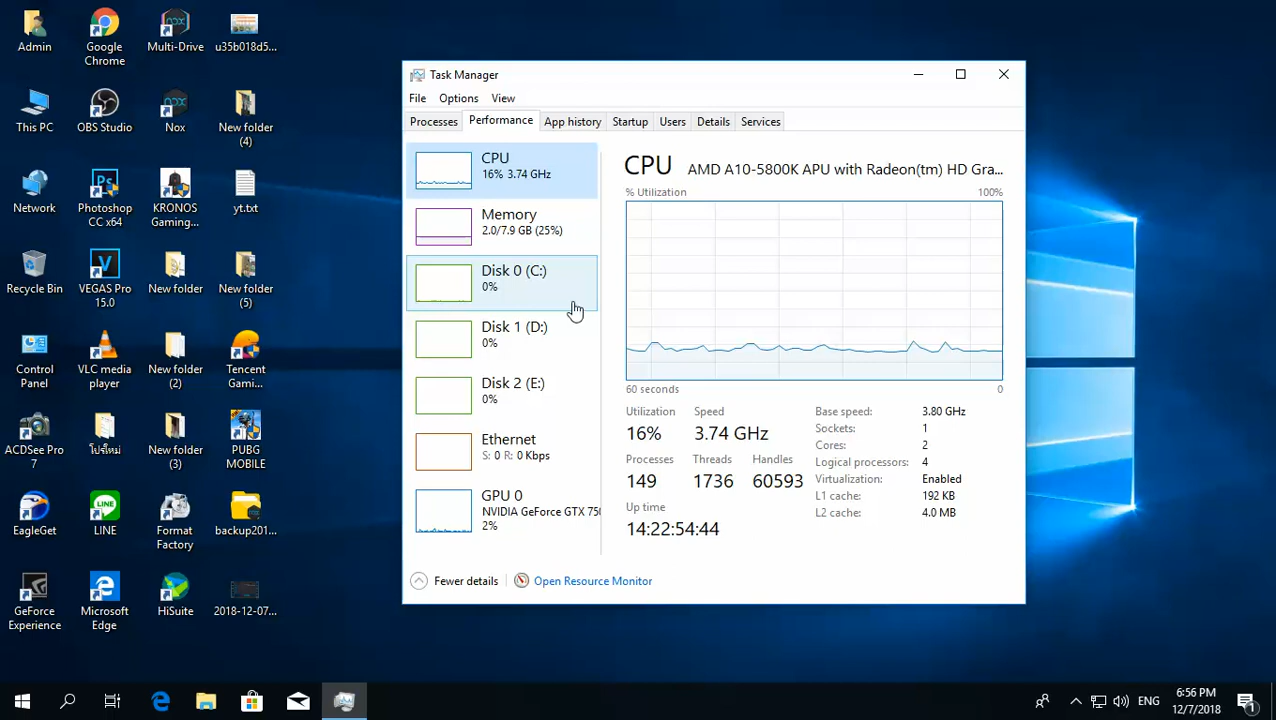 Admin
Google
Chrome
Multi-Drive
u35b018d5...
This PC
OBS Studio
Nox
New folder
(4)
Network
Photoshop
CC x64
KRONOS
Gaming...
yt.txt
Recycle Bin
VEGAS Pro
15.0
New folder
New folder
(5)
Control
Panel
VLC media
player
New folder
(2)
Tencent
Gami...
ACDSee Pro
7
โปรใหม่
New folder
(3)
PUBG
MOBILE
EagleGet
LINE
Format
Factory
backup201...
GeForce
Experience
Microsoft
Edge
HiSuite
2018-12-07...
Task Manager
File Options View
Processes Performance App history Startup Users Details Services
CPU
16% 3.74 GHz
Memory
2.0/7.9 GB (25%)
Disk 0 (C:)
0%
Disk 1 (D:)
0%
Disk 2 (E:)
0%
Ethernet
S: 0 R: 0 Kbps
GPU 0
NVIDIA GeForce GTX 750
2%
CPU AMD A10-5800K APU with Radeon(tm) HD Gra...
% Utilization 100%
60 seconds 0
Utilization Speed
16% 3.74 GHz
Processes Threads Handles
149 1736 60593
Up time
14:22:54:44
Base speed: 3.80 GHz
Sockets: 1
Cores: 2
Logical processors: 4
Virtualization: Enabled
L1 cache: 192 KB
L2 cache: 4.0 MB
Fewer details Open Resource Monitor
ENG
6:56 PM
12/7/2018
1